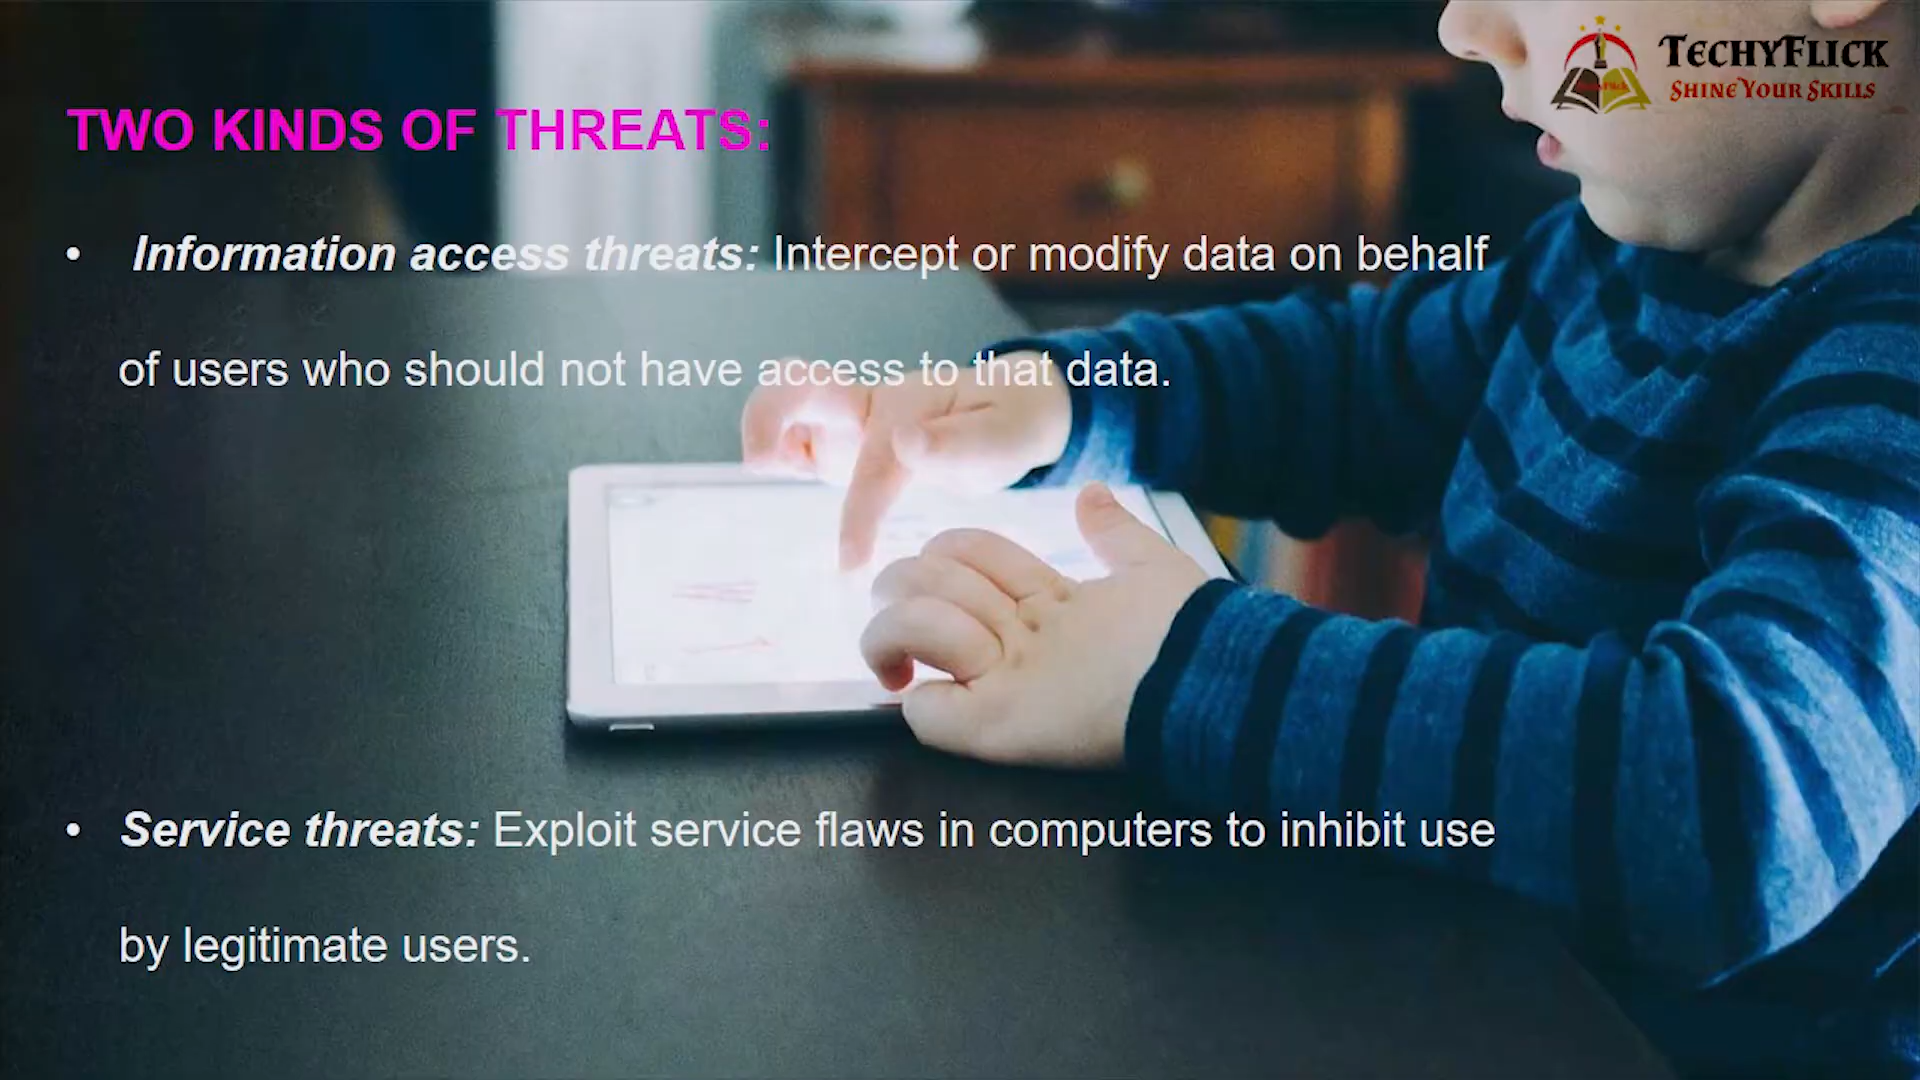 TECHYFLICK
SHINE YOUR SKILLS
TWO KINDS OF THREATS:
• Information access threats: Intercept or modify data on behalf
of users who should not have access to that data.
• Service threats: Exploit service flaws in computers to inhibit use
by legitimate users.